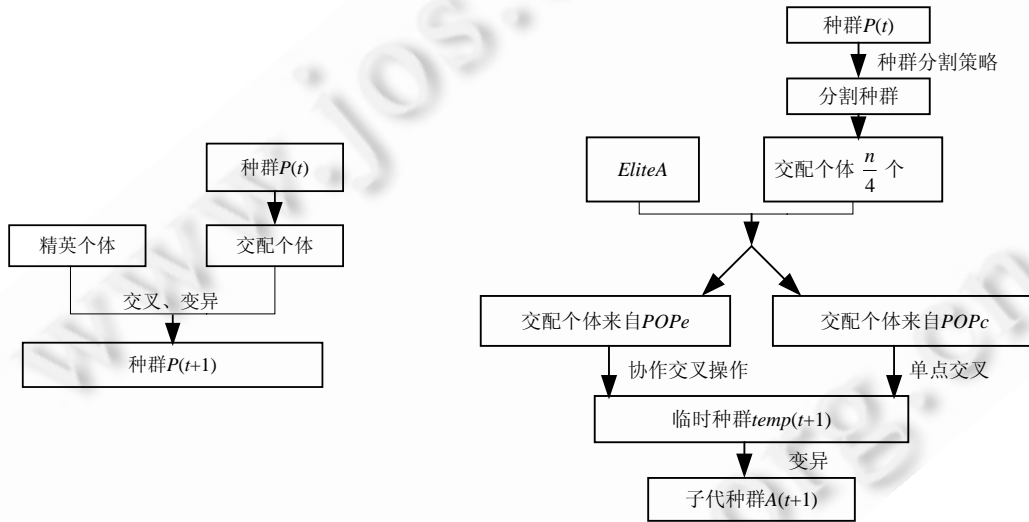 种群P(t)
精英个体
交配个体
交叉、变异
种群P(t+1)
种群P(t)
种群分割策略
分割种群
EliteA
交配个体 n/4 个
交配个体来自POPe
交配个体来自POPc
协作交叉操作
单点交叉
临时种群temp(t+1)
变异
子代种群A(t+1)
www.jos.
org.cn